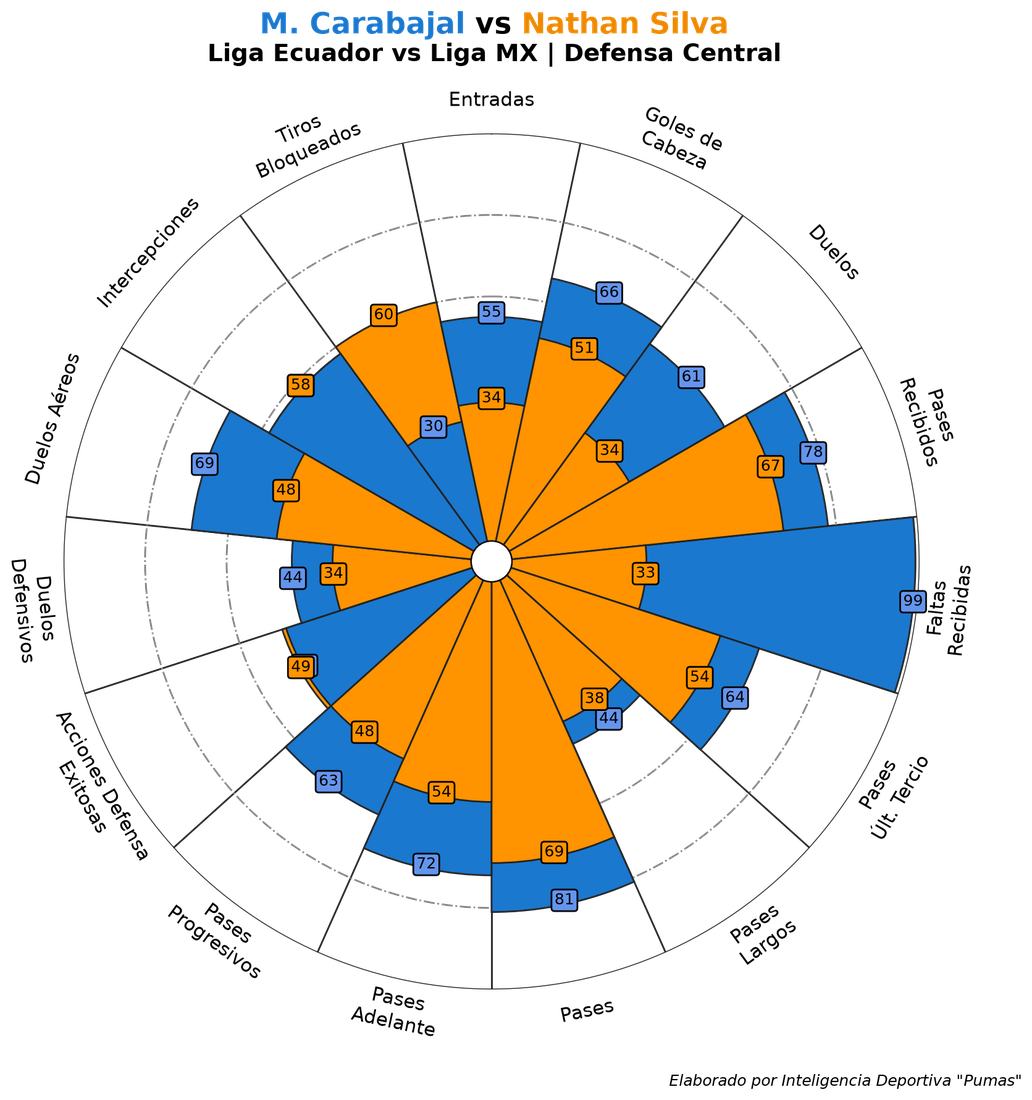 M. Carabajal vs Nathan Silva
Liga Ecuador vs Liga MX | Defensa Central
Entradas
55
34
Goles de
Cabeza
66
51
Duelos
61
34
Pases
Recibidos
78
67
Faltas
Recibidas
99
33
Pases
Últ. Tercio
64
54
Pases
Largos
44
38
Pases
81
69
Pases
Adelante
72
54
Pases
Progresivos
63
48
Acciones Defensa
Exitosas
49
Duelos
Defensivos
44
34
Duelos Aéreos
69
48
Intercepciones
58
Tiros
Bloqueados
60
30
Elaborado por Inteligencia Deportiva "Pumas"